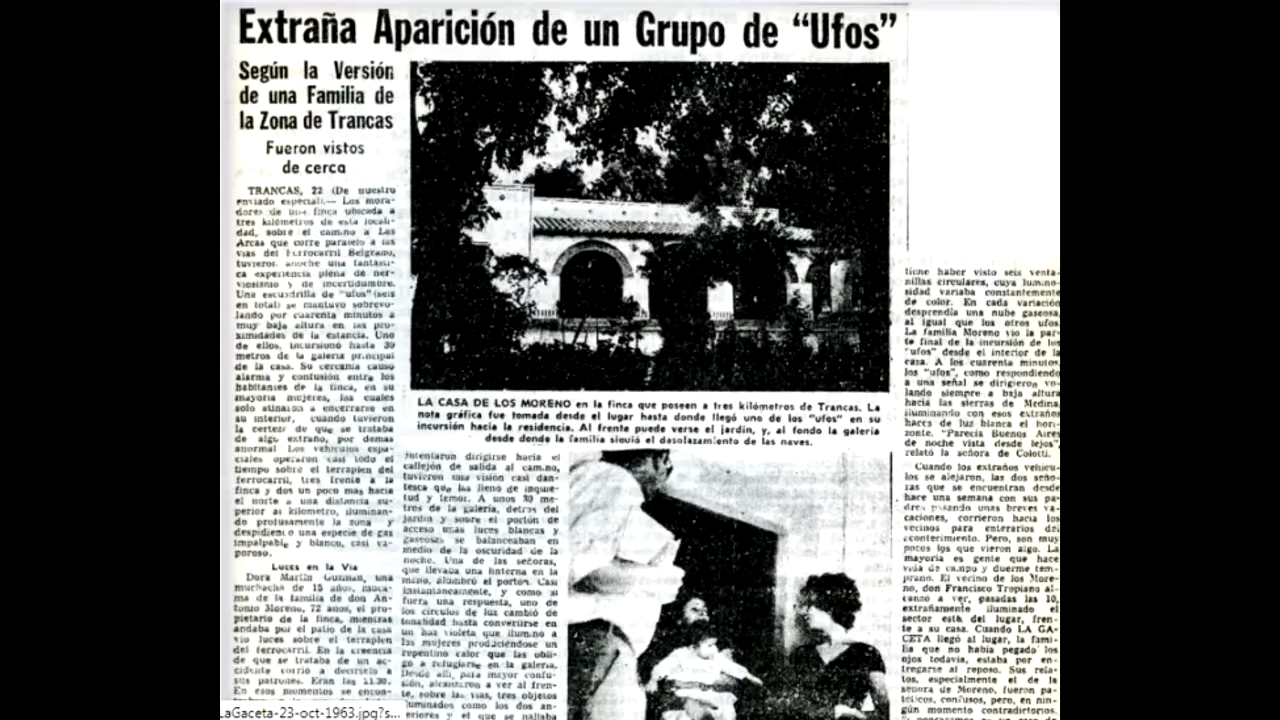 Extraña Aparición de un Grupo de “Ufos”
Según la Versión
de una Familia de
la Zona de Trancas
Fueron vistos
de cerca
TRANCAS, 22 (De nuestro
enviado especial).— Los mora-
dores de una finca ubicada a
tres kilómetros de esta locali-
dad, sobre el camino a Las
Arcas que corre paralelo a las
vías del Ferrocarril Belgrano,
tuvieron anoche una fantásti-
ca experiencia plena de ner-
viosismo y de incertidumbre.
Una escuadrilla de "ufos" (seis
en total) se mantuvo sobrevo-
lando por cuarenta minutos a
muy baja altura en las pro-
ximidades de la estancia. Uno
de ellos, incursionó hasta 30
metros de la galería principal
de la casa. Su cercanía causó
alarma y confusión entre los
habitantes de la finca, en su
mayoría mujeres, las cuales
solo atinaron a encerrarse en
su interior, cuando tuvieron
la certeza de que se trataba
de algo extraño, por demás
anormal. Los vehículos espa-
ciales operaron casi todo el
tiempo sobre el terraplén del
ferrocarril, tres frente a la
finca y dos un poco mas hacia
el norte a una distancia su-
perior al kilómetro, iluminan-
do profusamente la zona y
despidiendo una especie de gas
impalpable y blanco, casi va-
poroso.
Luces en la Vía
Dora Martín Guzmán, una
muchacha de 15 años, muca-
ma de la familia de don An-
tonio Moreno, 72 años, el pro-
pietario de la finca, mientras
andaba por el patio de la casa
vio luces sobre el terraplén
del ferrocarril. En la creencia
de que se trataba de un ac-
cidente corrió a decírselo a
sus patrones. Eran las 11.30.
En esos momentos se encon-
LA CASA DE LOS MORENO en la finca que poseen a tres kilómetros de Trancas. La
nota gráfica fue tomada desde el lugar hasta donde llegó uno de los "ufos" en su
incursión hacia la residencia. Al frente puede verse el jardín, y, al fondo la galería
desde donde la familia siguió el desplazamiento de las naves.
intentaron dirigirse hacia el
callejón de salida al camino,
tuvieron una visión casi dan-
tesca que las llenó de inquie-
tud y temor. A unos 30 me-
tros de la galería, detrás del
jardín y sobre el portón de
acceso unas luces blancas y
gaseosas se balanceaban en
medio de la oscuridad de la
noche. Una de las señoras,
que llevaba una linterna en la
mano, alumbró el portón. Casi
instantáneamente, y como si
fuera una respuesta, uno de
los círculos de luz cambió de
tonalidad hasta convertirse en
un haz violeta que iluminó a
las mujeres produciéndose un
repentino calor que las obli-
gó a refugiarse en la galería.
Desde allí, para mayor confu-
sión, alcanzaron a ver al fren-
te, sobre las vías, tres objetos
iluminados como los dos an-
teriores y el que se hallaba
tiene haber visto seis venta-
nillas circulares, cuya lumino-
sidad variaba constantemente
de color. En cada variación
desprendía una nube gaseosa,
al igual que los otros ufos.
La familia Moreno vio la par-
te final de la incursión de los
"ufos" desde el interior de la
casa. A los cuarenta minutos,
los "ufos", como respondiendo
a una señal se dirigieron vo-
lando siempre a baja altura
hacia las sierras de Medina,
iluminando con esos extraños
haces de luz blanca el hori-
zonte. "Parecía Buenos Aires
de noche vista desde lejos",
relató la señora de Colotti.
Cuando los extraños vehícu-
los se alejaron, las dos seño-
ras que se encuentran desde
hace una semana con sus pa-
dres pasando unas breves va-
caciones, corrieron hacia los
vecinos para enterarlos del
acontecimiento. Pero, son muy
pocos los que vieron algo. La
mayoría es gente que hace
vida de campo y duerme tem-
prano. El vecino de los More-
no, don Francisco Tropiano al-
canzó a ver, pasadas las 10,
extrañamente iluminado el
sector este del lugar, fren-
te a su casa. Cuando LA GA-
CETA llegó al lugar, la fami-
lia que no había pegado los
ojos todavía, estaba por en-
tregarse al reposo. Sus rela-
tos, especialmente el de la
señora de Moreno, fueron pa-
téticos, confusos, pero, en nin-
gún momento contradictorios.
aGaceta-23-oct-1963.jpg?s...